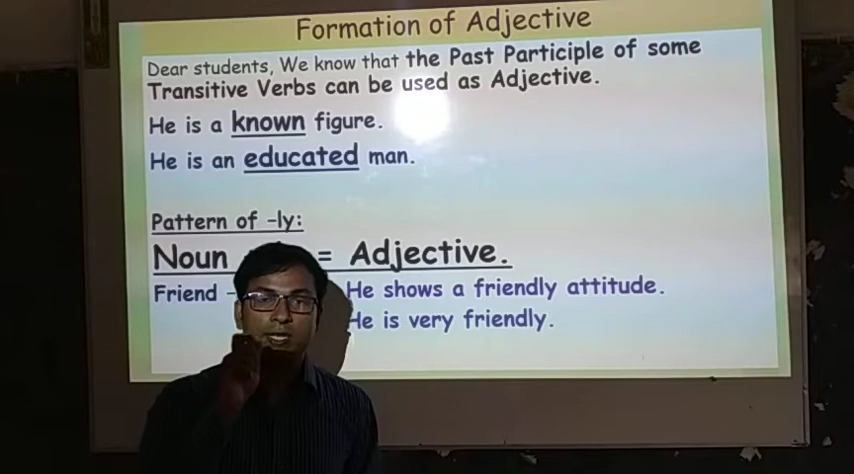 Formation of Adjective
Dear students, We know that the Past Participle of some
Transitive Verbs can be used as Adjective.
He is a known figure.
He is an educated man.
Pattern of -ly:
Noun = Adjective.
Friend - He shows a friendly attitude.
He is very friendly.